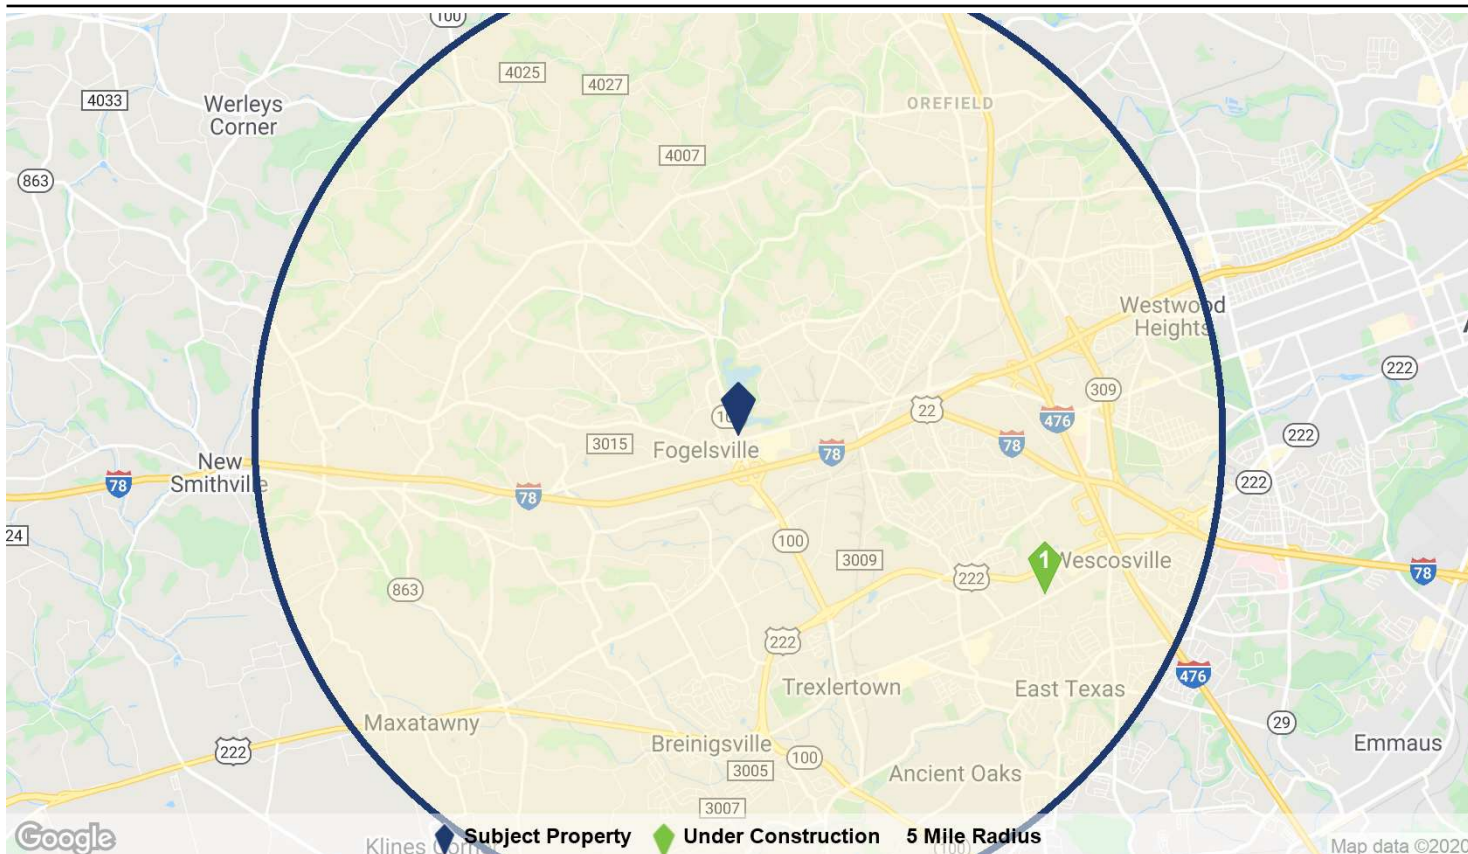 100
4025
4027
4033
OREFIELD
Werleys
Corner
4007
863
Westwood
Heights
222
309
22
476
3015
Fogelsville
78
78
222
New
Smithville
78
78
222
24
100
3009
1
Wescosville
222
78
863
222
476
Trexlertown
East Texas
Maxatawny
29
222
Breinigsville
100
Emmaus
3005
Ancient Oaks
3007
Google
Klines
Subject Property
Under Construction
5 Mile Radius
(100)
Map data ©2020